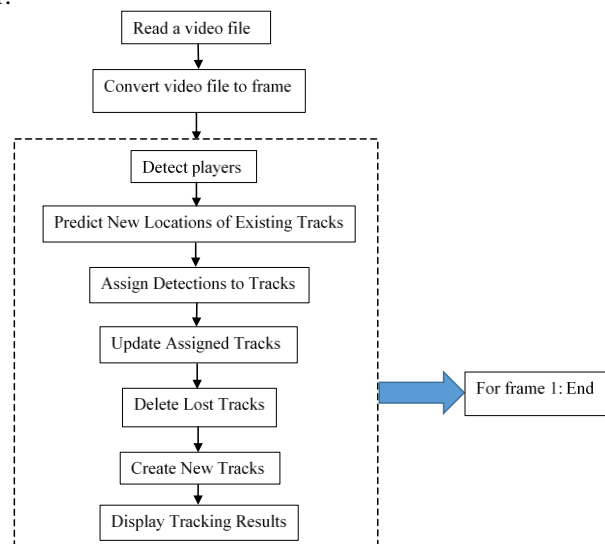 Read a video file
Convert video file to frame
Detect players
Predict New Locations of Existing Tracks
Assign Detections to Tracks
Update Assigned Tracks
Delete Lost Tracks
For frame 1: End
Create New Tracks
Display Tracking Results